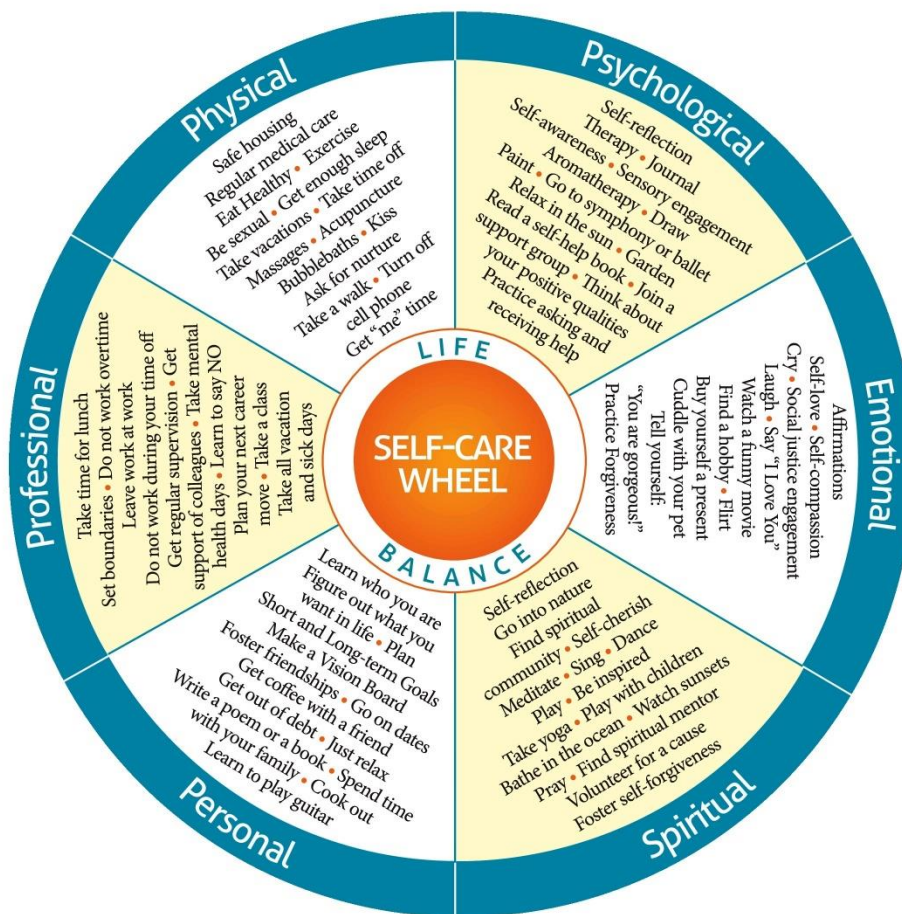 Physical
Safe housing
Regular medical care
Eat Healthy • Exercise
Be sexual • Get enough sleep
Take vacations • Take time off
Massages • Acupuncture
Bubblebaths • Kiss
Ask for nurture
Take a walk • Turn off
cell phone
Get “me” time
Psychological
Self-reflection
Therapy • Journal
Self-awareness • Sensory engagement
Aromatherapy • Draw
Paint • Go to symphony or ballet
Relax in the sun • Garden
Read a self-help book • Join a
support group • Think about
your positive qualities
Practice asking and
receiving help
Emotional
Affirmations
Self-love • Self-compassion
Cry • Social justice engagement
Laugh • Say “I Love You”
Watch a funny movie
Find a hobby • Flirt
Buy yourself a present
Cuddle with your pet
Tell yourself:
“You are gorgeous!”
Practice Forgiveness
Spiritual
Self-reflection
Go into nature
Find spiritual
community • Self-cherish
Meditate • Sing • Dance
Play • Be inspired
Take yoga • Play with children
Bathe in the ocean • Watch sunsets
Pray • Find spiritual mentor
Volunteer for a cause
Foster self-forgiveness
Personal
Learn who you are
Figure out what you
want in life • Plan
Short and Long-term Goals
Make a Vision Board
Foster friendships • Go on dates
Get coffee with a friend
Get out of debt • Just relax
Write a poem or a book • Spend time
with your family • Cook out
Learn to play guitar
Professional
Take time for lunch
Set boundaries • Do not work overtime
Leave work at work
Do not work during your time off
Get regular supervision • Get
support of colleagues • Take mental
health days • Learn to say NO
Plan your next career
move • Take a class
Take all vacation
and sick days
LIFE
SELF-CARE
WHEEL
BALANCE